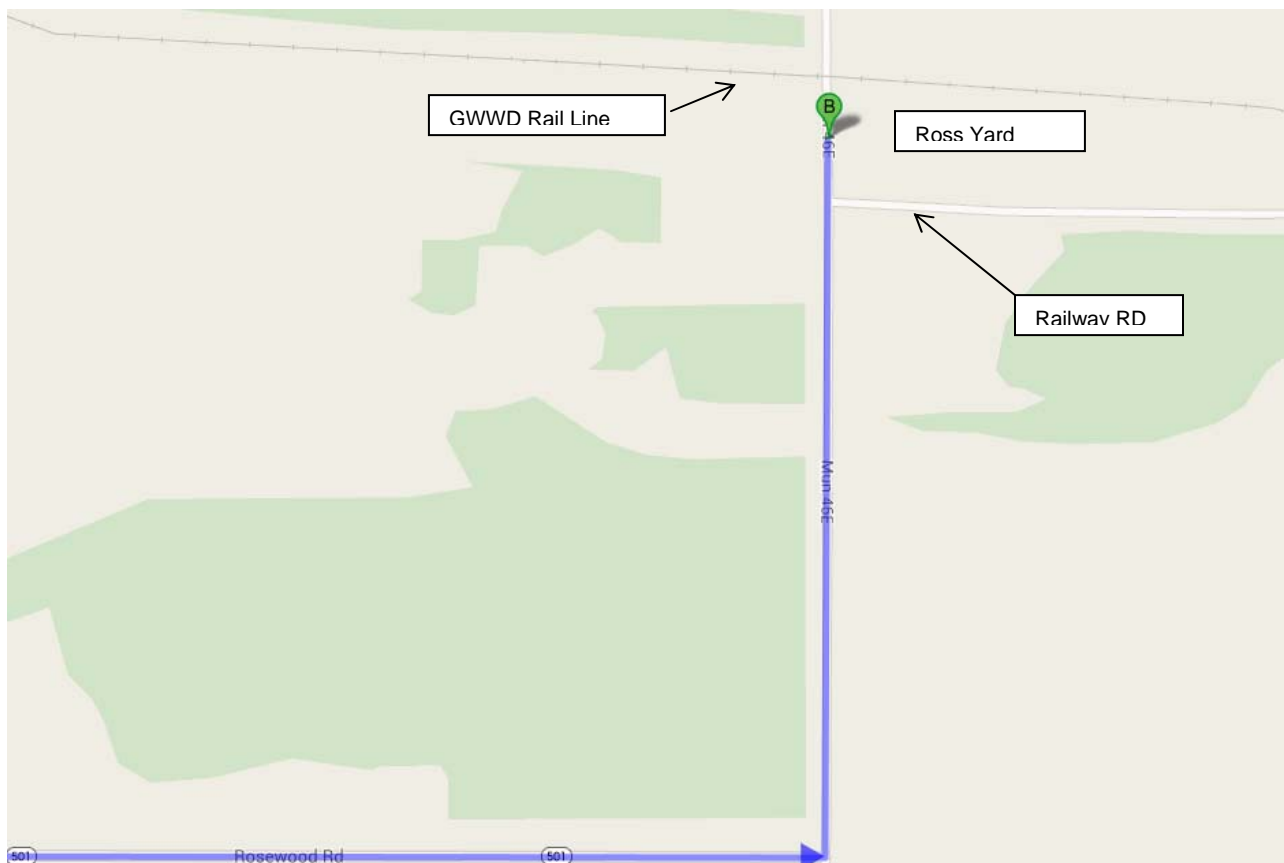 GWWD Rail Line
B
Ross Yard
46E
Railway RD
Mun 46E
501
Rosewood Rd
501